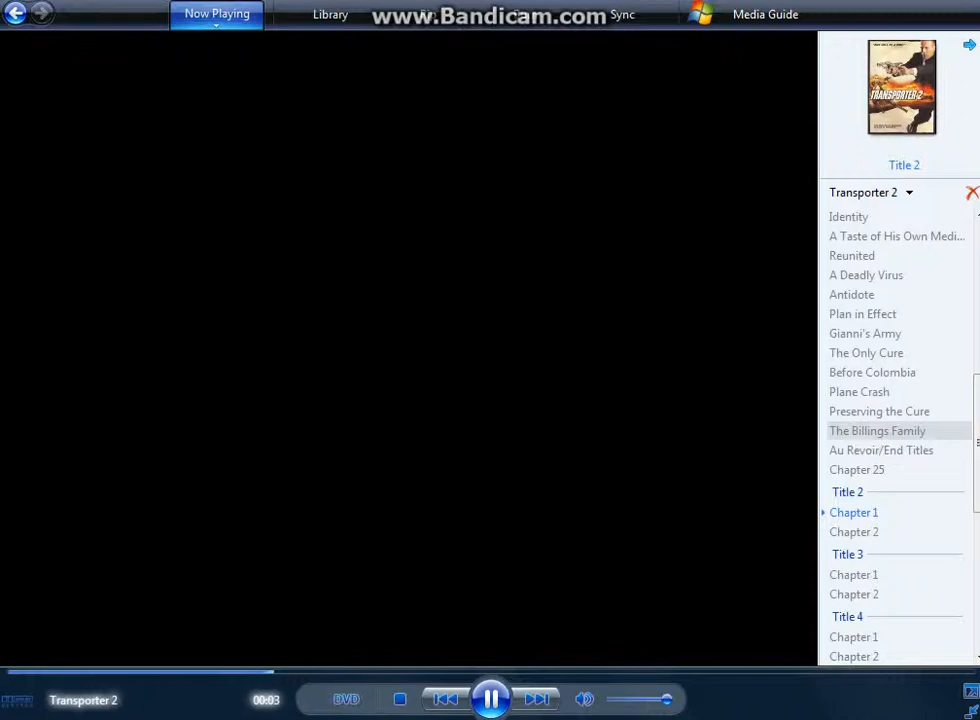 Now Playing
Library
www.Bandicam.com
Sync
Media Guide
TRANSPORTER 2
Title 2
Transporter 2
Identity
A Taste of His Own Medi...
Reunited
A Deadly Virus
Antidote
Plan in Effect
Gianni's Army
The Only Cure
Before Colombia
Plane Crash
Preserving the Cure
The Billings Family
Au Revoir/End Titles
Chapter 25
Title 2
Chapter 1
Chapter 2
Title 3
Chapter 1
Chapter 2
Title 4
Chapter 1
Chapter 2
Transporter 2
00:03
DVD